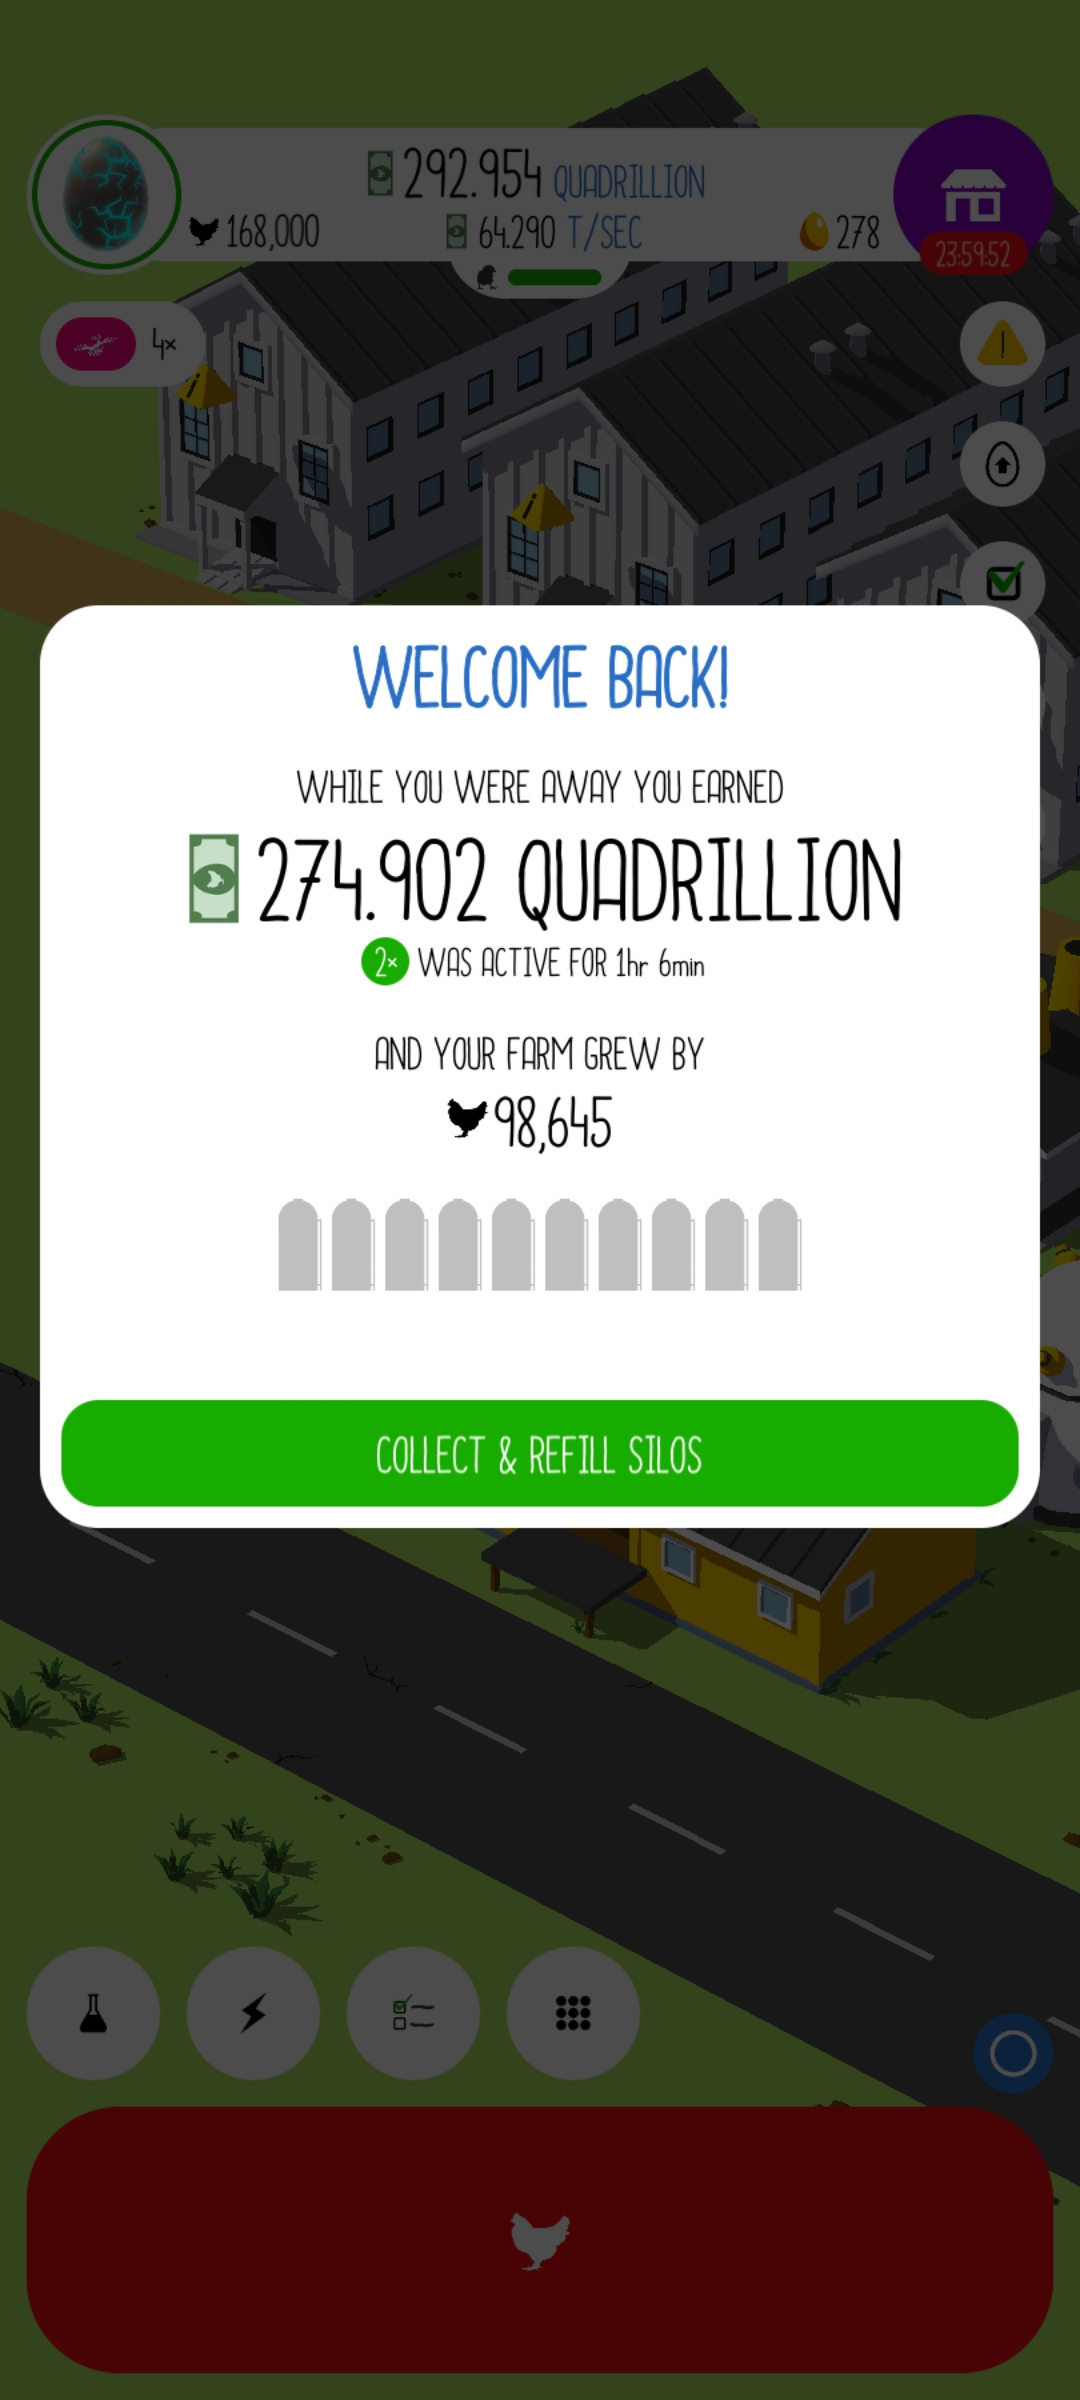 292.954 QUADRILLION
168,000 64.290 T/SEC 278
23:59:52
4×
WELCOME BACK!
WHILE YOU WERE AWAY YOU EARNED
274.902 QUADRILLION
2× WAS ACTIVE FOR 1hr 6min
AND YOUR FARM GREW BY
98,645
COLLECT & REFILL SILOS